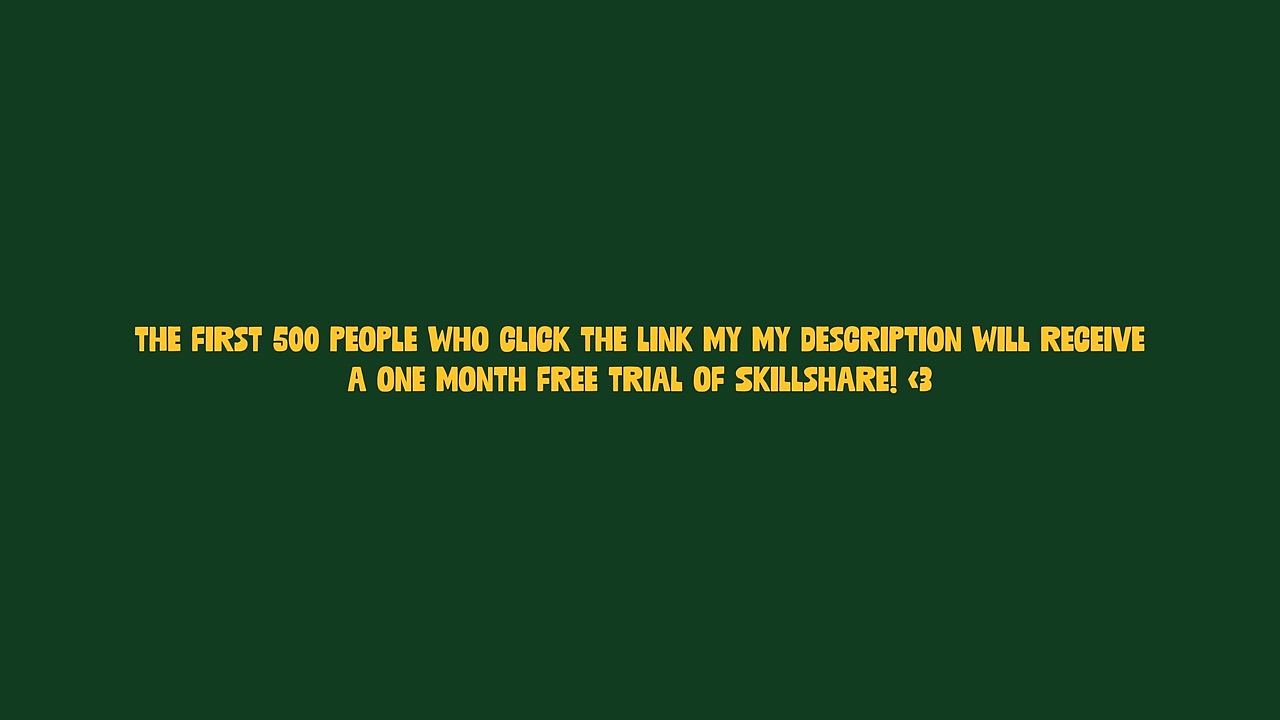 THE FIRST 500 PEOPLE WHO CLICK THE LINK MY MY DESCRIPTION WILL RECEIVE
A ONE MONTH FREE TRIAL OF SKILLSHARE! <3